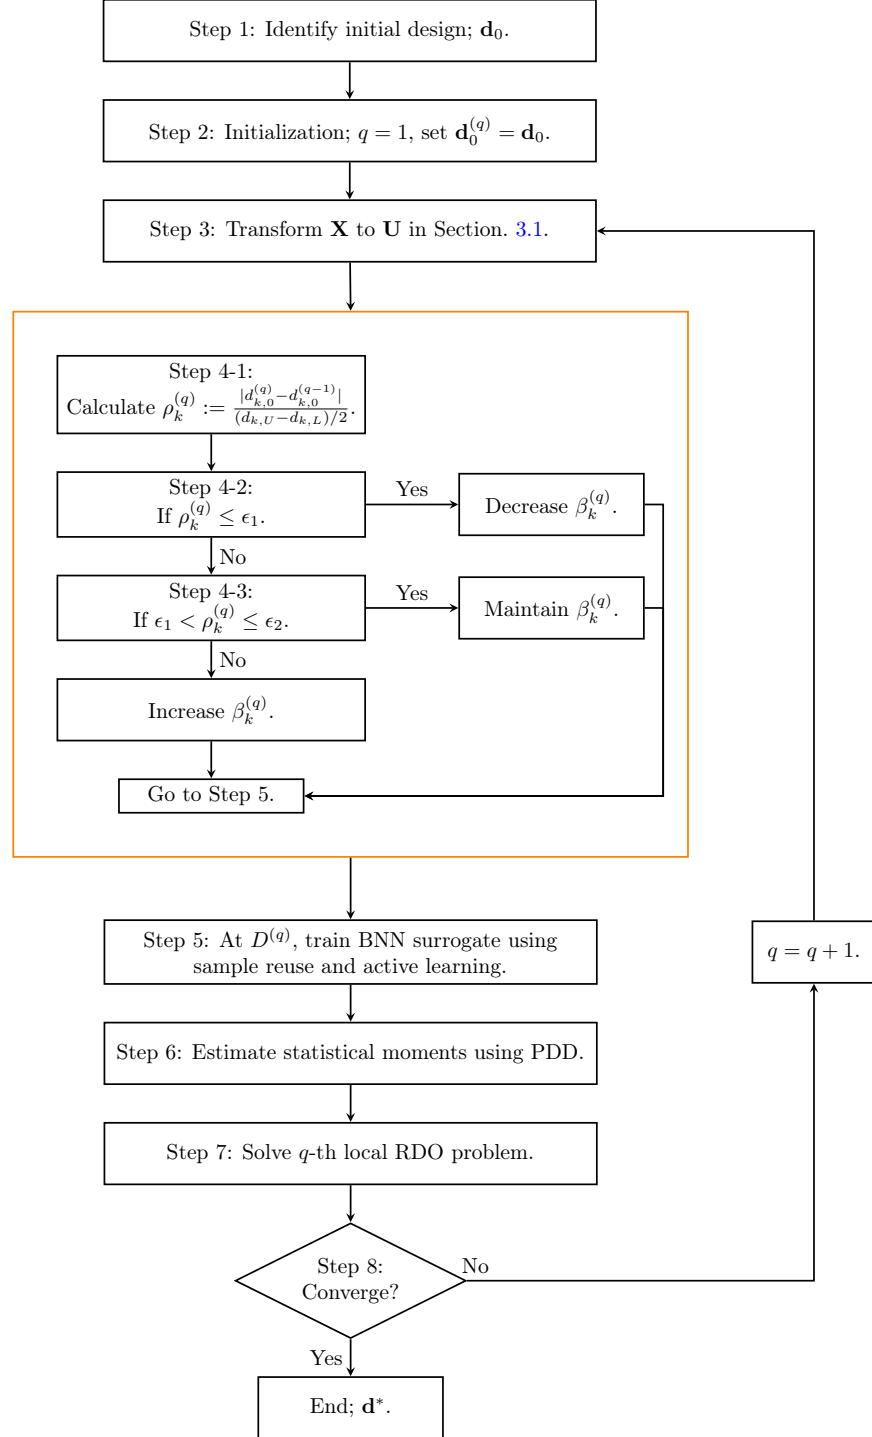 Step 1: Identify initial design; d₀.
Step 2: Initialization; q = 1, set d₀⁽q⁾ = d₀.
Step 3: Transform X to U in Section. 3.1.
Step 4-1:
Calculate ρₖ^(q) := |d_{k,0}^(q) − d_{k,0}^(q−1)| / (d_{k,U} − d_{k,L})/2.
Step 4-2:
If ρₖ^(q) ≤ ϵ₁.
Yes
Decrease βₖ^(q).
No
Step 4-3:
If ϵ₁ < ρₖ^(q) ≤ ϵ₂.
Yes
Maintain βₖ^(q).
No
Increase βₖ^(q).
Go to Step 5.
Step 5: At D^(q), train BNN surrogate using
sample reuse and active learning.
q = q + 1.
Step 6: Estimate statistical moments using PDD.
Step 7: Solve q-th local RDO problem.
Step 8:
Converge?
No
Yes
End; d*.